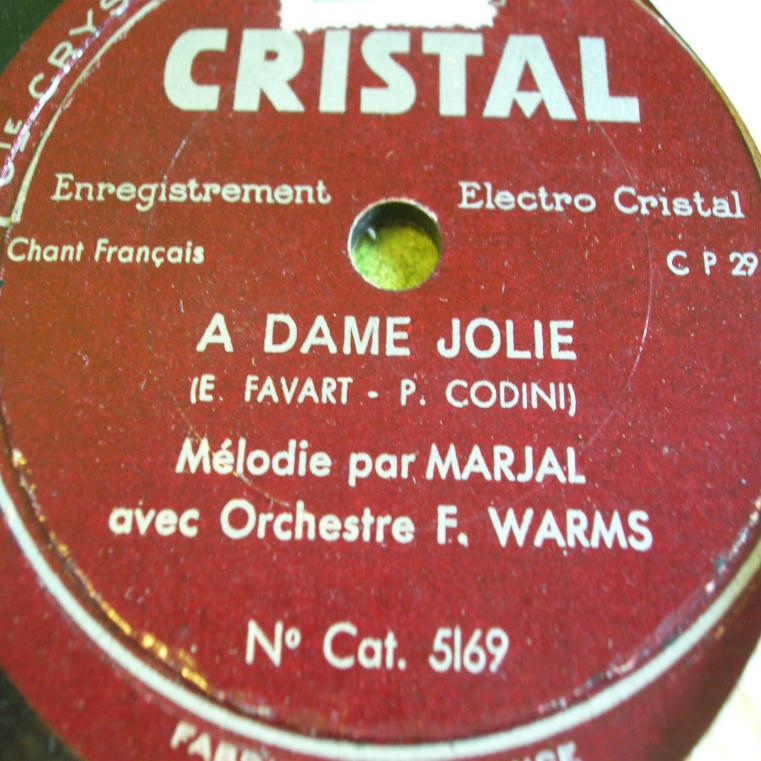 CRISTAL
Enregistrement Electro Cristal
Chant Français C P 29
A DAME JOLIE
(E. FAVART - P. CODINI)
Mélodie par MARJAL
avec Orchestre F. WARMS
Nº Cat. 5169